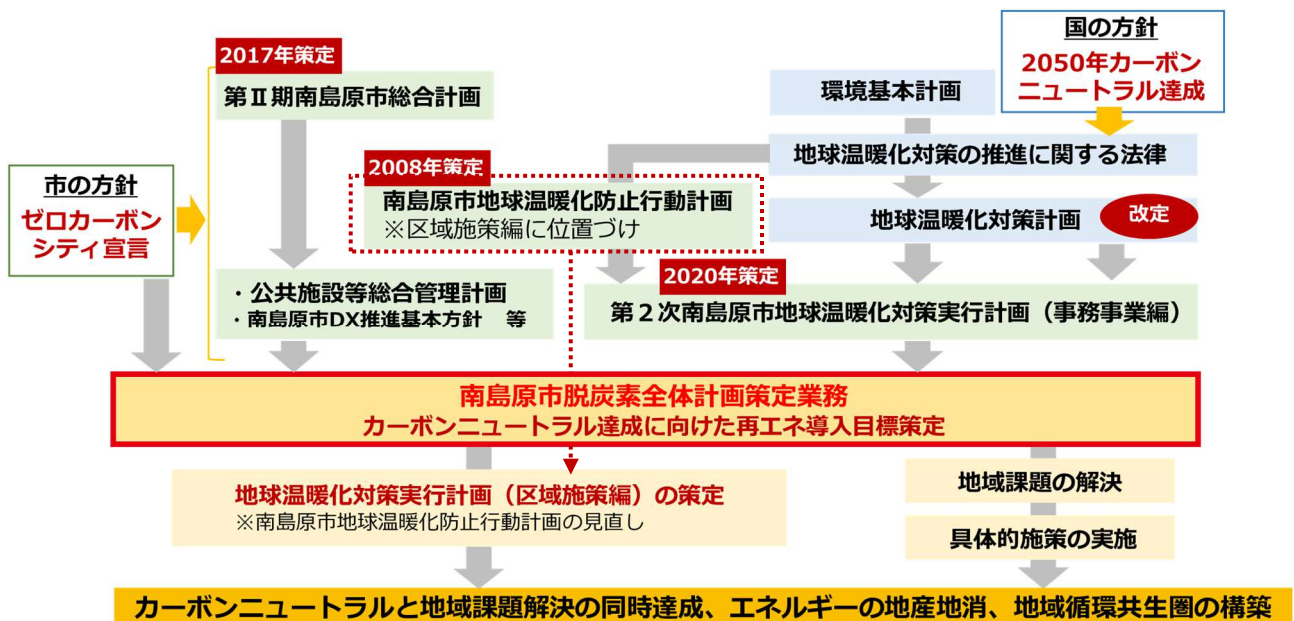 2017年策定
第Ⅱ期南島原市総合計画
国の方針
2050年カーボン
ニュートラル達成
環境基本計画
地球温暖化対策の推進に関する法律
市の方針
ゼロカーボン
シティ宣言
2008年策定
南島原市地球温暖化防止行動計画
※区域施策編に位置づけ
地球温暖化対策計画
改定
・公共施設等総合管理計画
・南島原市DX推進基本方針　等
2020年策定
第２次南島原市地球温暖化対策実行計画（事務事業編）
南島原市脱炭素全体計画策定業務
カーボンニュートラル達成に向けた再エネ導入目標策定
地球温暖化対策実行計画（区域施策編）の策定
※南島原市地球温暖化防止行動計画の見直し
地域課題の解決
具体的施策の実施
カーボンニュートラルと地域課題解決の同時達成、エネルギーの地産地消、地域循環共生圏の構築